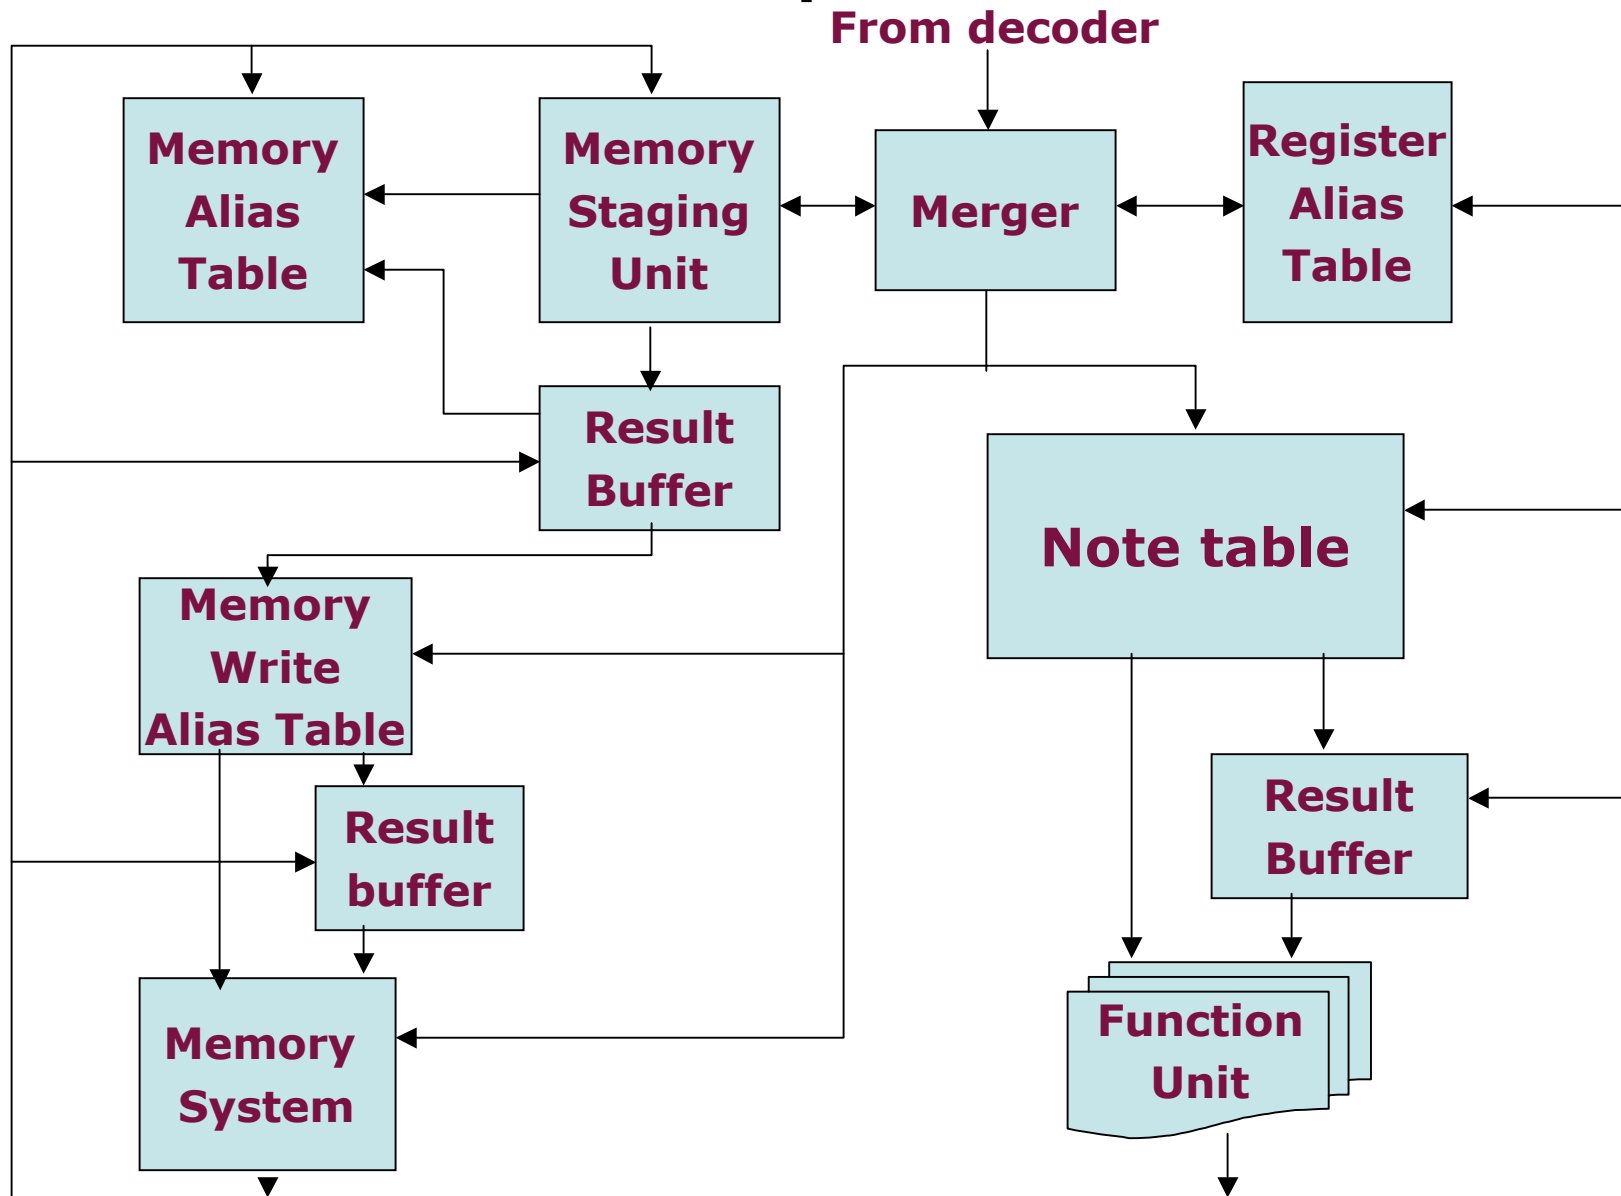 From decoder
Memory
Alias
Table
Memory
Staging
Unit
Merger
Register
Alias
Table
Result
Buffer
Note table
Memory
Write
Alias Table
Result
buffer
Result
Buffer
Memory
System
Function
Unit